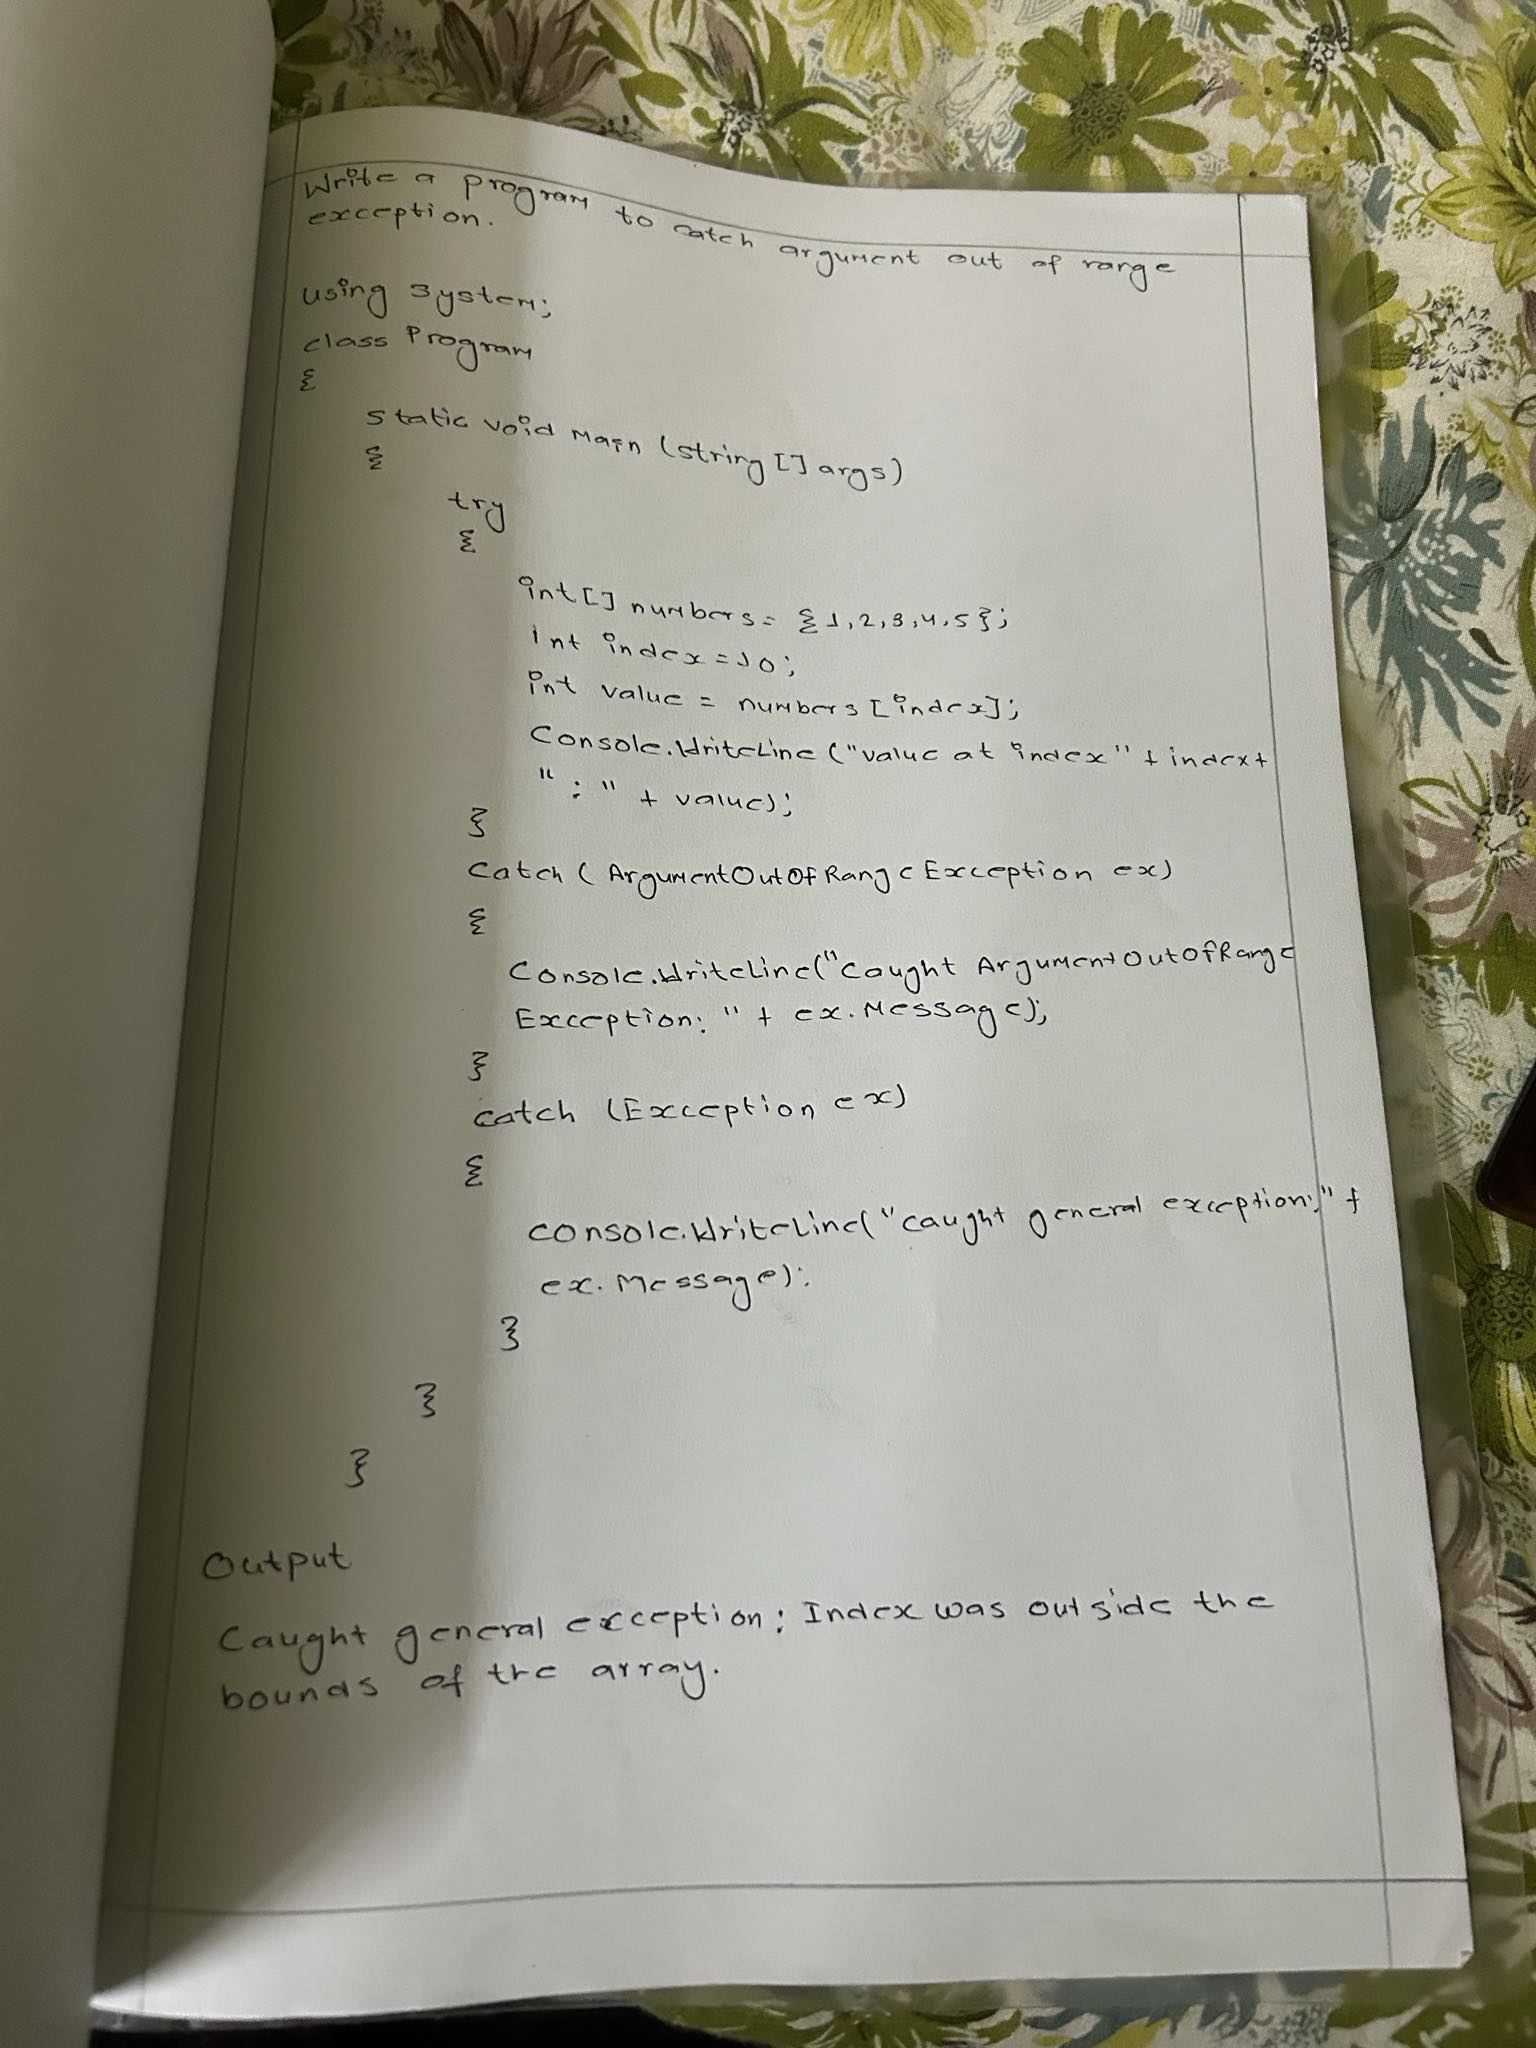 Write a program to catch argument out of range
exception.
using System;
class Program
{
static void Main (string [] args)
{
try
{
int [] numbers = {1,2,3,4,5};
int index = 10;
int value = numbers [index];
Console.WriteLine ("value at index" + index +
" : " + value);
}
catch ( ArgumentOutOfRangeException ex)
{
Console.WriteLine("Caught ArgumentOutOfRange
Exception: " + ex.Message);
}
catch (Exception ex)
{
console.WriteLine("caught general exception:" +
ex.Message);
}
}
}
Output
Caught general exception: Index was outside the
bounds of the array.